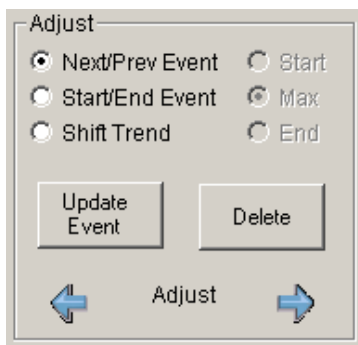 Adjust
Next/Prev Event Start
Start/End Event Max
Shift Trend End
Update
Event
Delete
Adjust